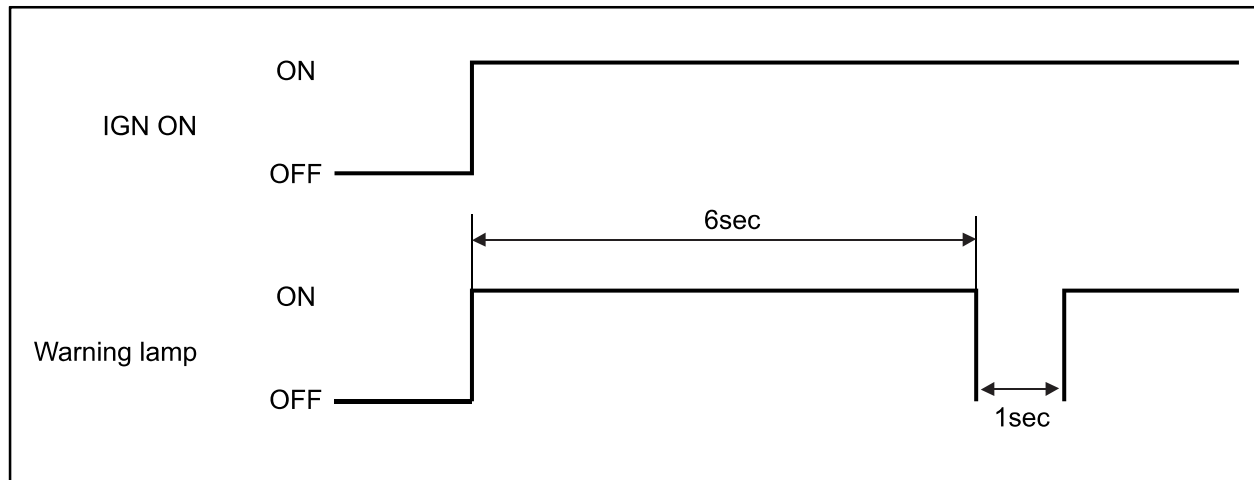 ON
IGN ON
OFF
6sec
ON
Warning lamp
OFF
1sec